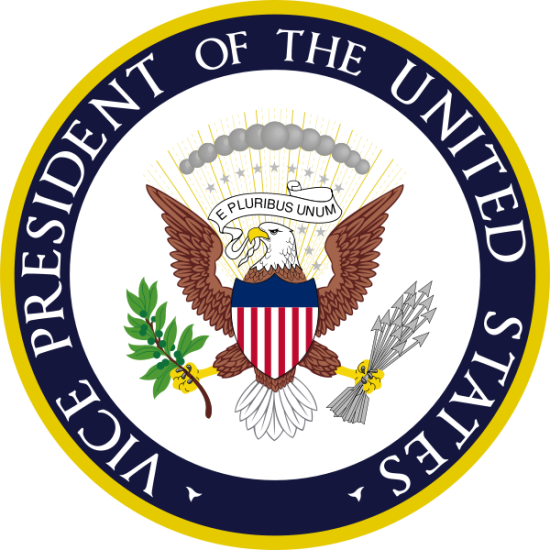 VICE PRESIDENT OF THE UNITED STATES
E PLURIBUS UNUM